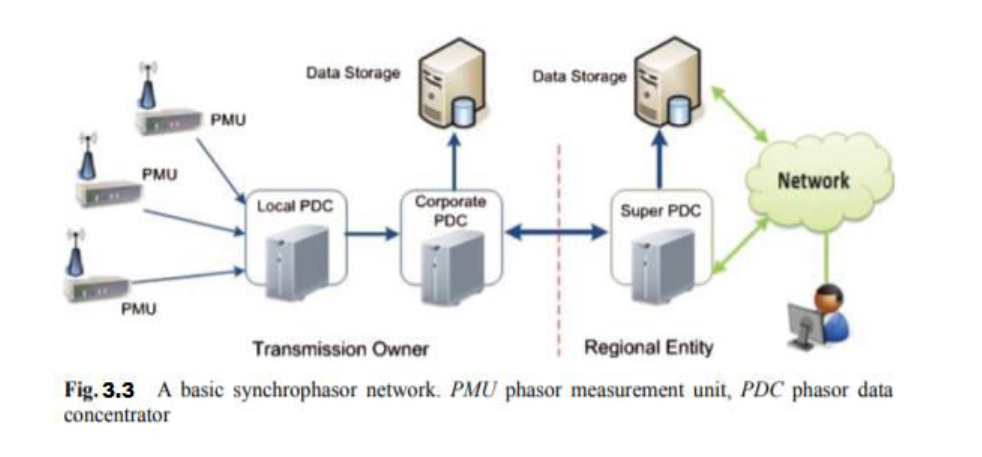 Data Storage
Data Storage
PMU
PMU
Network
Local PDC
Corporate
PDC
Super PDC
PMU
Transmission Owner
Regional Entity
Fig. 3.3 A basic synchrophasor network. PMU phasor measurement unit, PDC phasor data
concentrator